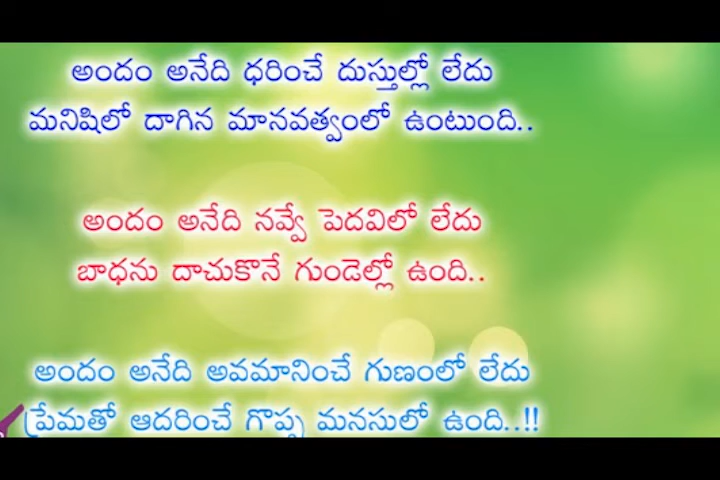 అందం అనేది ధరించే దుస్తుల్లో లేదు
మనిషిలో దాగిన మానవత్వంలో ఉంటుంది..
అందం అనేది నవ్వే పెదవిలో లేదు
బాధను దాచుకొనే గుండెల్లో ఉంది..
అందం అనేది అవమానించే గుణంలో లేదు
ప్రేమతో ఆదరించే గొప్ప మనసులో ఉంది..!!